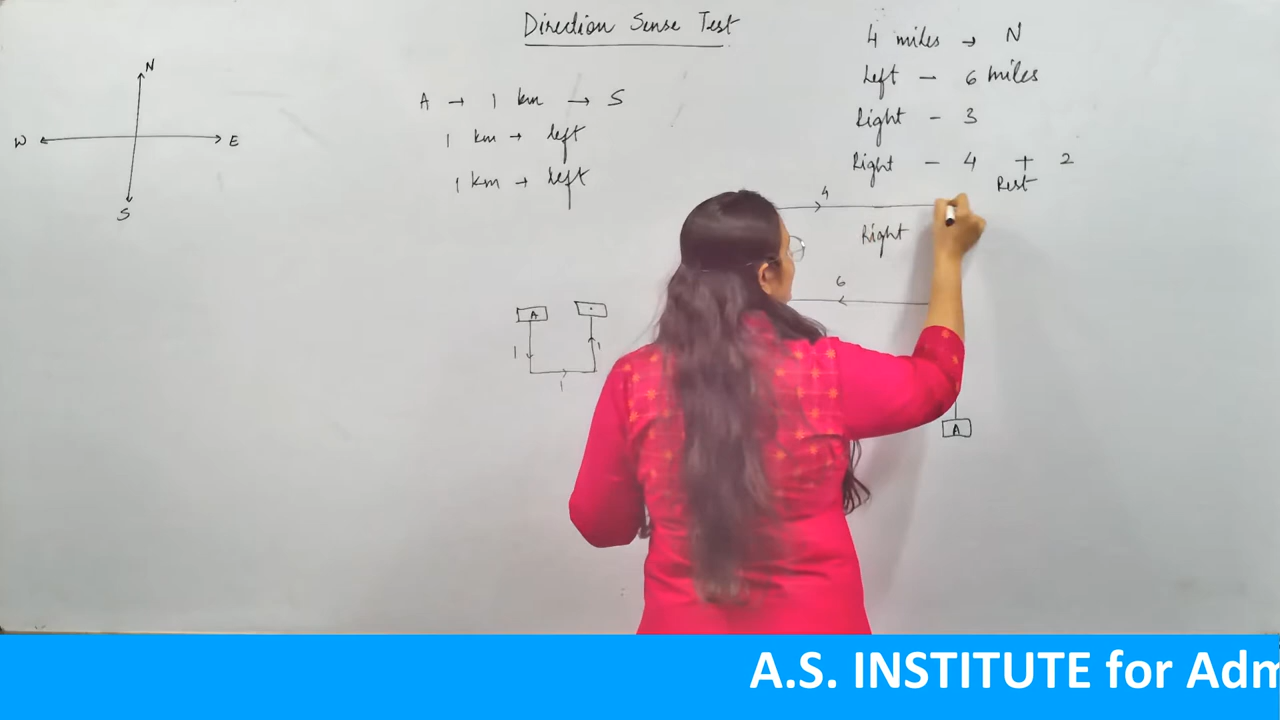 Direction Sense Test
N
W E
S
A → 1 km → S
1 km → left
1 km → left
4 miles → N
Left – 6 miles
Right – 3
Right – 4 + 2
Rest
4
Right
6
A
1 1
1
A
A.S. INSTITUTE for Adm